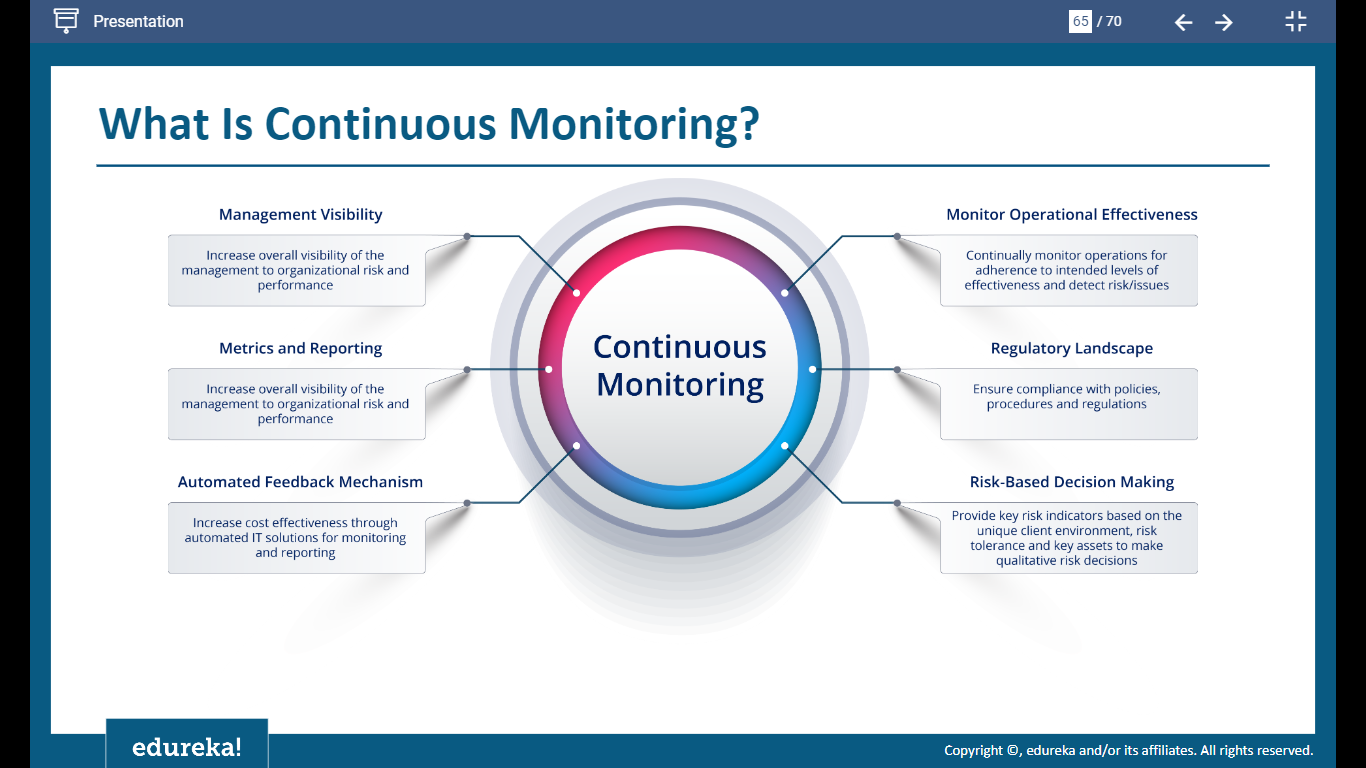 Presentation
65 / 70
What Is Continuous Monitoring?
Management Visibility
Increase overall visibility of the
management to organizational risk and
performance
Metrics and Reporting
Increase overall visibility of the
management to organizational risk and
performance
Automated Feedback Mechanism
Increase cost effectiveness through
automated IT solutions for monitoring
and reporting
Continuous
Monitoring
Monitor Operational Effectiveness
Continually monitor operations for
adherence to intended levels of
effectiveness and detect risk/issues
Regulatory Landscape
Ensure compliance with policies,
procedures and regulations
Risk-Based Decision Making
Provide key risk indicators based on the
unique client environment, risk
tolerance and key assets to make
qualitative risk decisions
edureka!
Copyright ©, edureka and/or its affiliates. All rights reserved.